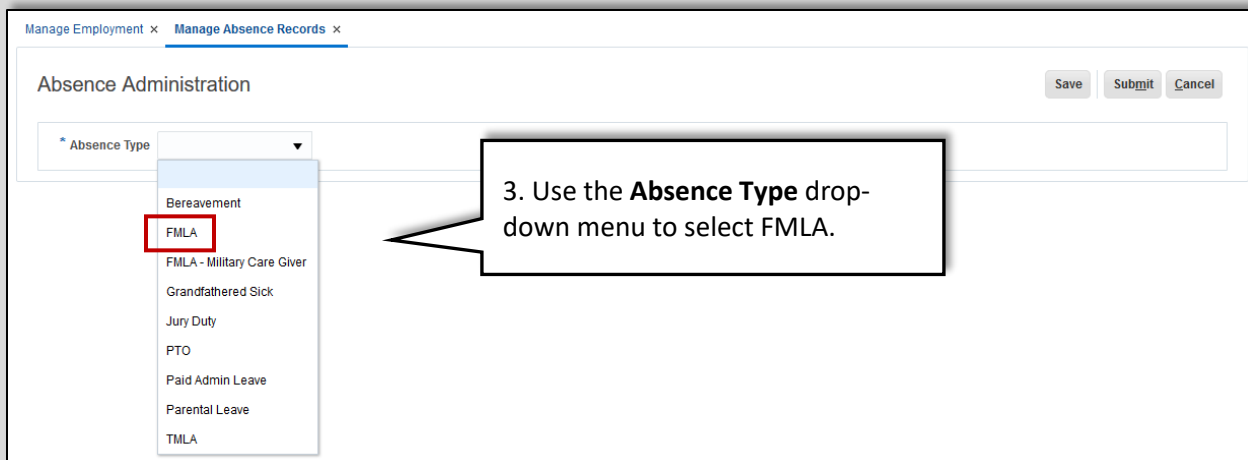 Manage Employment × Manage Absence Records ×
Absence Administration
Save Submit Cancel
* Absence Type
Bereavement
FMLA
FMLA - Military Care Giver
Grandfathered Sick
Jury Duty
PTO
Paid Admin Leave
Parental Leave
TMLA
3. Use the Absence Type drop-
down menu to select FMLA.